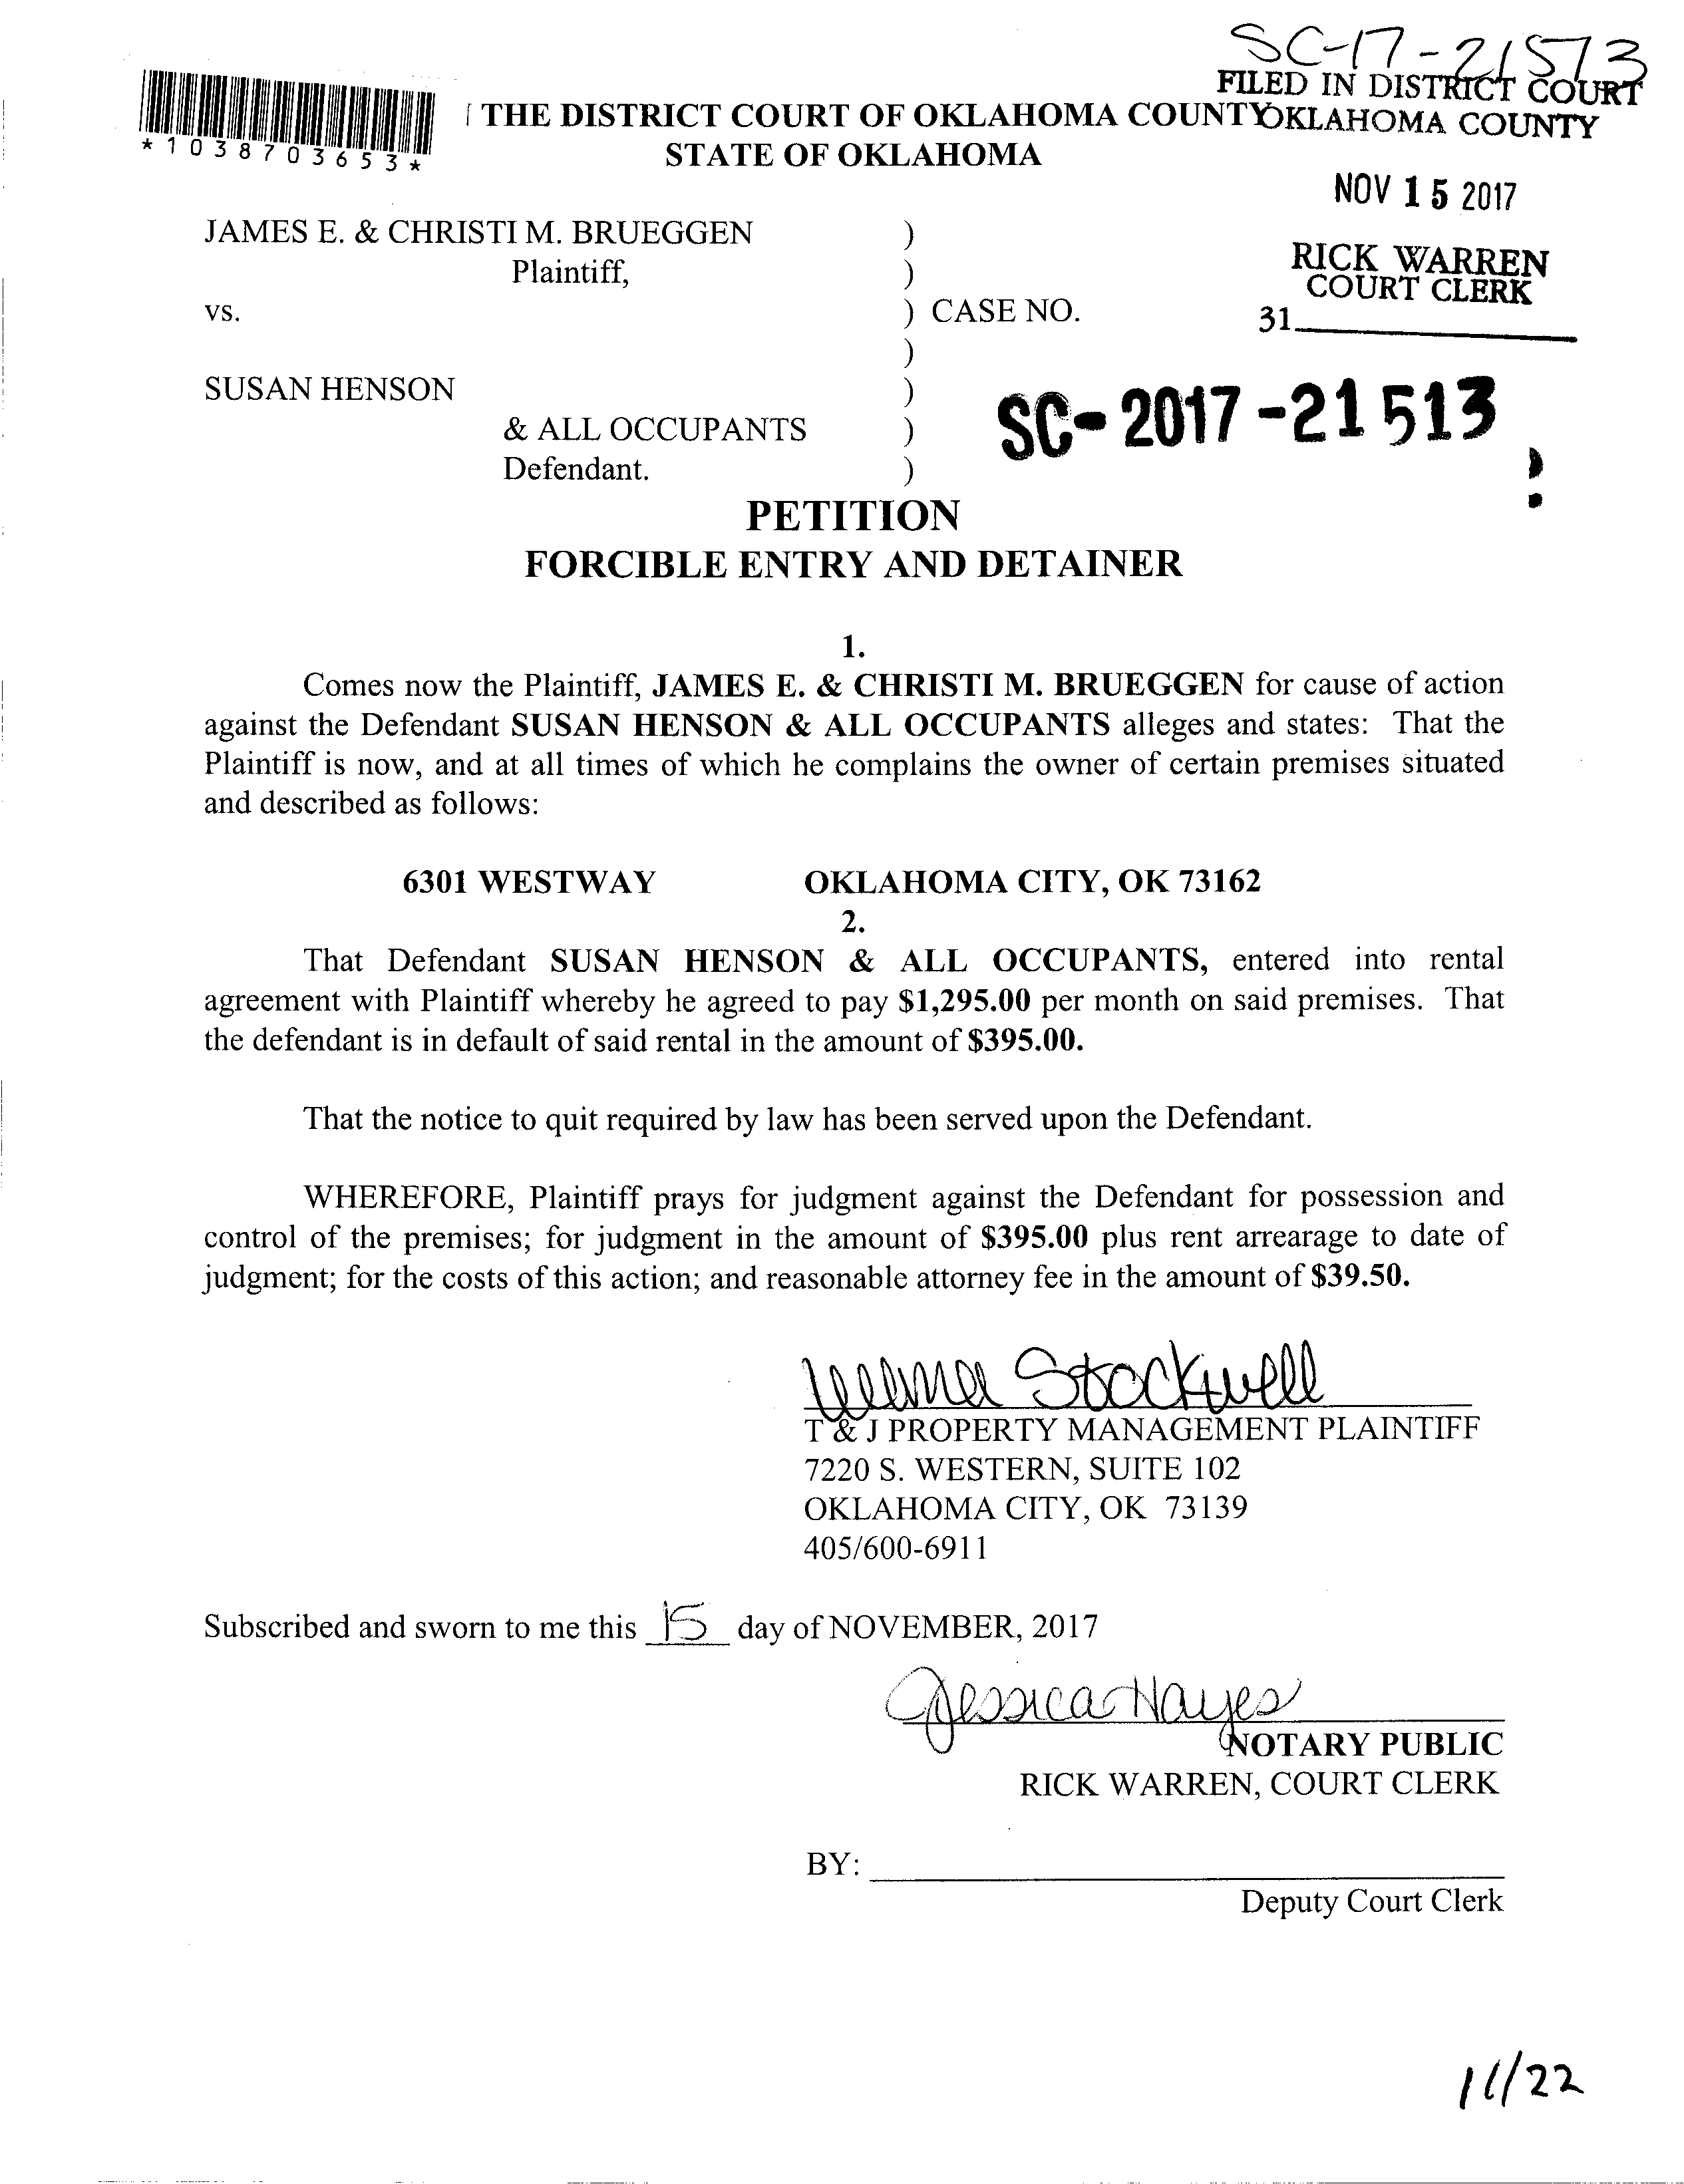 SC-17-21513
FILED IN DISTRICT COURT
THE DISTRICT COURT OF OKLAHOMA COUNTY OKLAHOMA COUNTY
*1038703653*
STATE OF OKLAHOMA
NOV 15 2017
JAMES E. & CHRISTI M. BRUEGGEN )
Plaintiff, )
RICK WARREN
COURT CLERK
vs. ) CASE NO.
31
)
SUSAN HENSON )
& ALL OCCUPANTS )
SC-2017-21513
Defendant. )
PETITION
FORCIBLE ENTRY AND DETAINER
1.
Comes now the Plaintiff, JAMES E. & CHRISTI M. BRUEGGEN for cause of action
against the Defendant SUSAN HENSON & ALL OCCUPANTS alleges and states: That the
Plaintiff is now, and at all times of which he complains the owner of certain premises situated
and described as follows:
6301 WESTWAY OKLAHOMA CITY, OK 73162
2.
That Defendant SUSAN HENSON & ALL OCCUPANTS, entered into rental
agreement with Plaintiff whereby he agreed to pay $1,295.00 per month on said premises. That
the defendant is in default of said rental in the amount of $395.00.
That the notice to quit required by law has been served upon the Defendant.
WHEREFORE, Plaintiff prays for judgment against the Defendant for possession and
control of the premises; for judgment in the amount of $395.00 plus rent arrearage to date of
judgment; for the costs of this action; and reasonable attorney fee in the amount of $39.50.
Stockwell
T & J PROPERTY MANAGEMENT PLAINTIFF
7220 S. WESTERN, SUITE 102
OKLAHOMA CITY, OK 73139
405/600-6911
Subscribed and sworn to me this 15 day of NOVEMBER, 2017
Jessica Hayes
NOTARY PUBLIC
RICK WARREN, COURT CLERK
BY:
Deputy Court Clerk
11/22